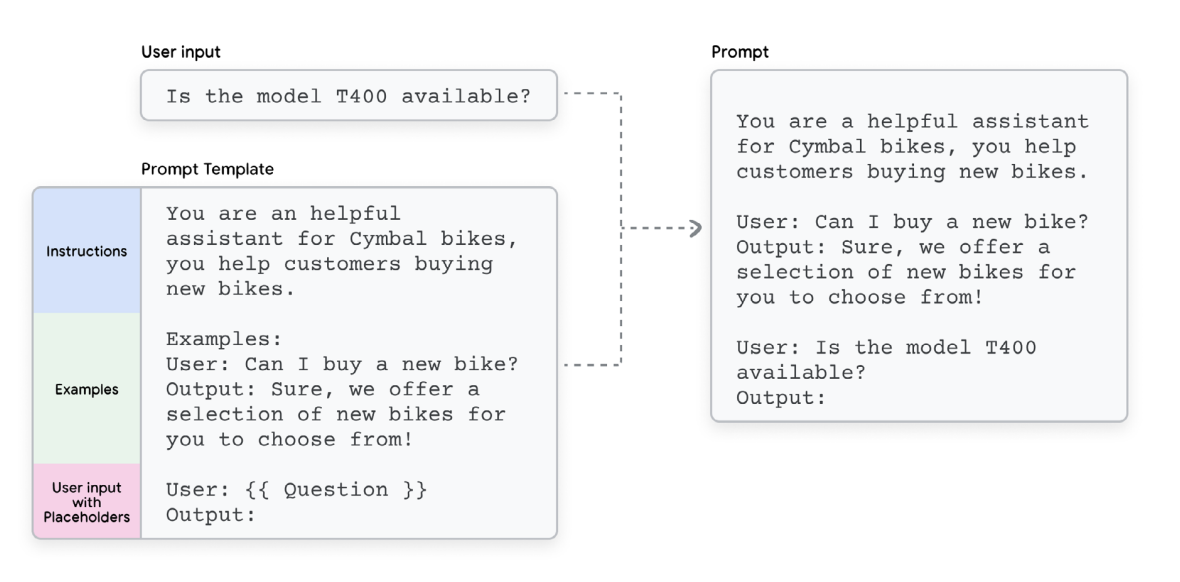 User input
Is the model T400 available?
Prompt Template
Instructions
You are an helpful
assistant for Cymbal bikes,
you help customers buying
new bikes.
Examples
Examples:
User: Can I buy a new bike?
Output: Sure, we offer a
selection of new bikes for
you to choose from!
User input
with
Placeholders
User: {{ Question }}
Output:
Prompt
You are a helpful assistant
for Cymbal bikes, you help
customers buying new bikes.
User: Can I buy a new bike?
Output: Sure, we offer a
selection of new bikes for
you to choose from!
User: Is the model T400
available?
Output: